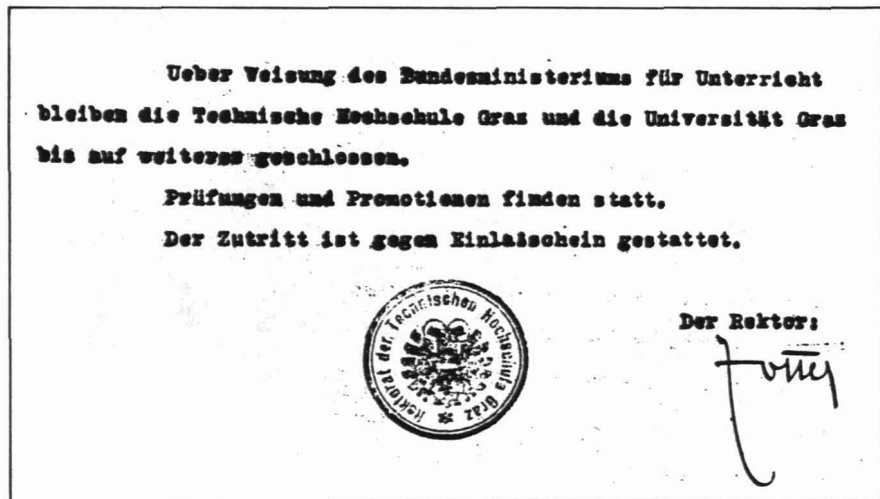 Ueber Weisung des Bundesministeriums für Unterricht
bleiben die Technische Hochschule Graz und die Universität Graz
bis auf weiteres geschlossen.
Prüfungen und Promotionen finden statt.
Der Zutritt ist gegen Einlaßschein gestattet.
Rektorat der Technischen Hochschule Graz
Der Rektor: